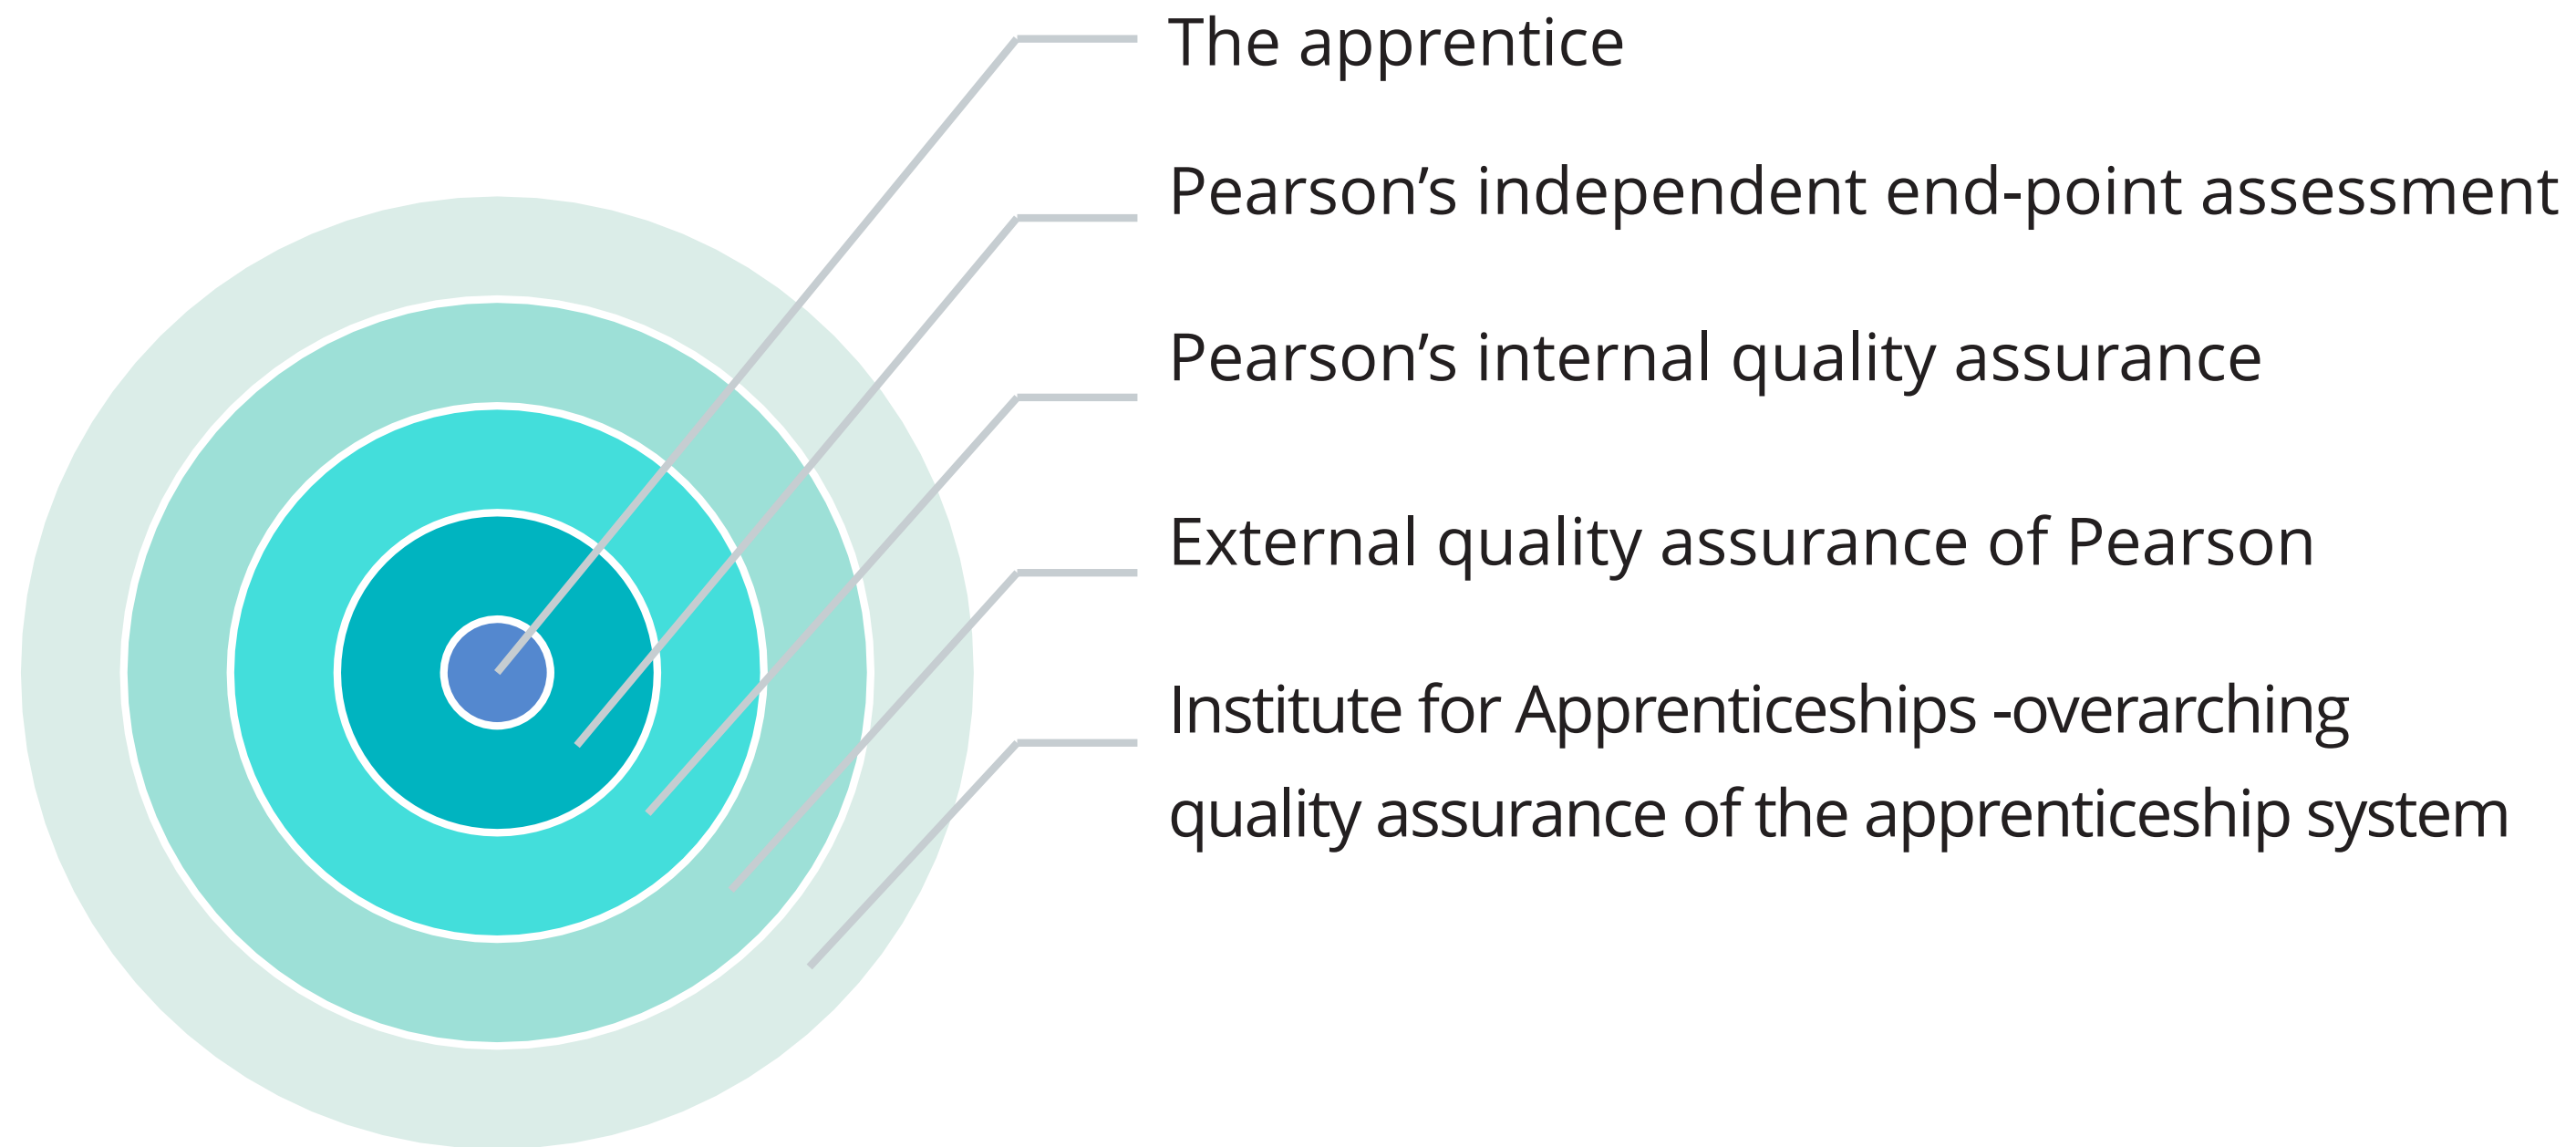 The apprentice
Pearson’s independent end-point assessment
Pearson’s internal quality assurance
External quality assurance of Pearson
Institute for Apprenticeships -overarching
quality assurance of the apprenticeship system